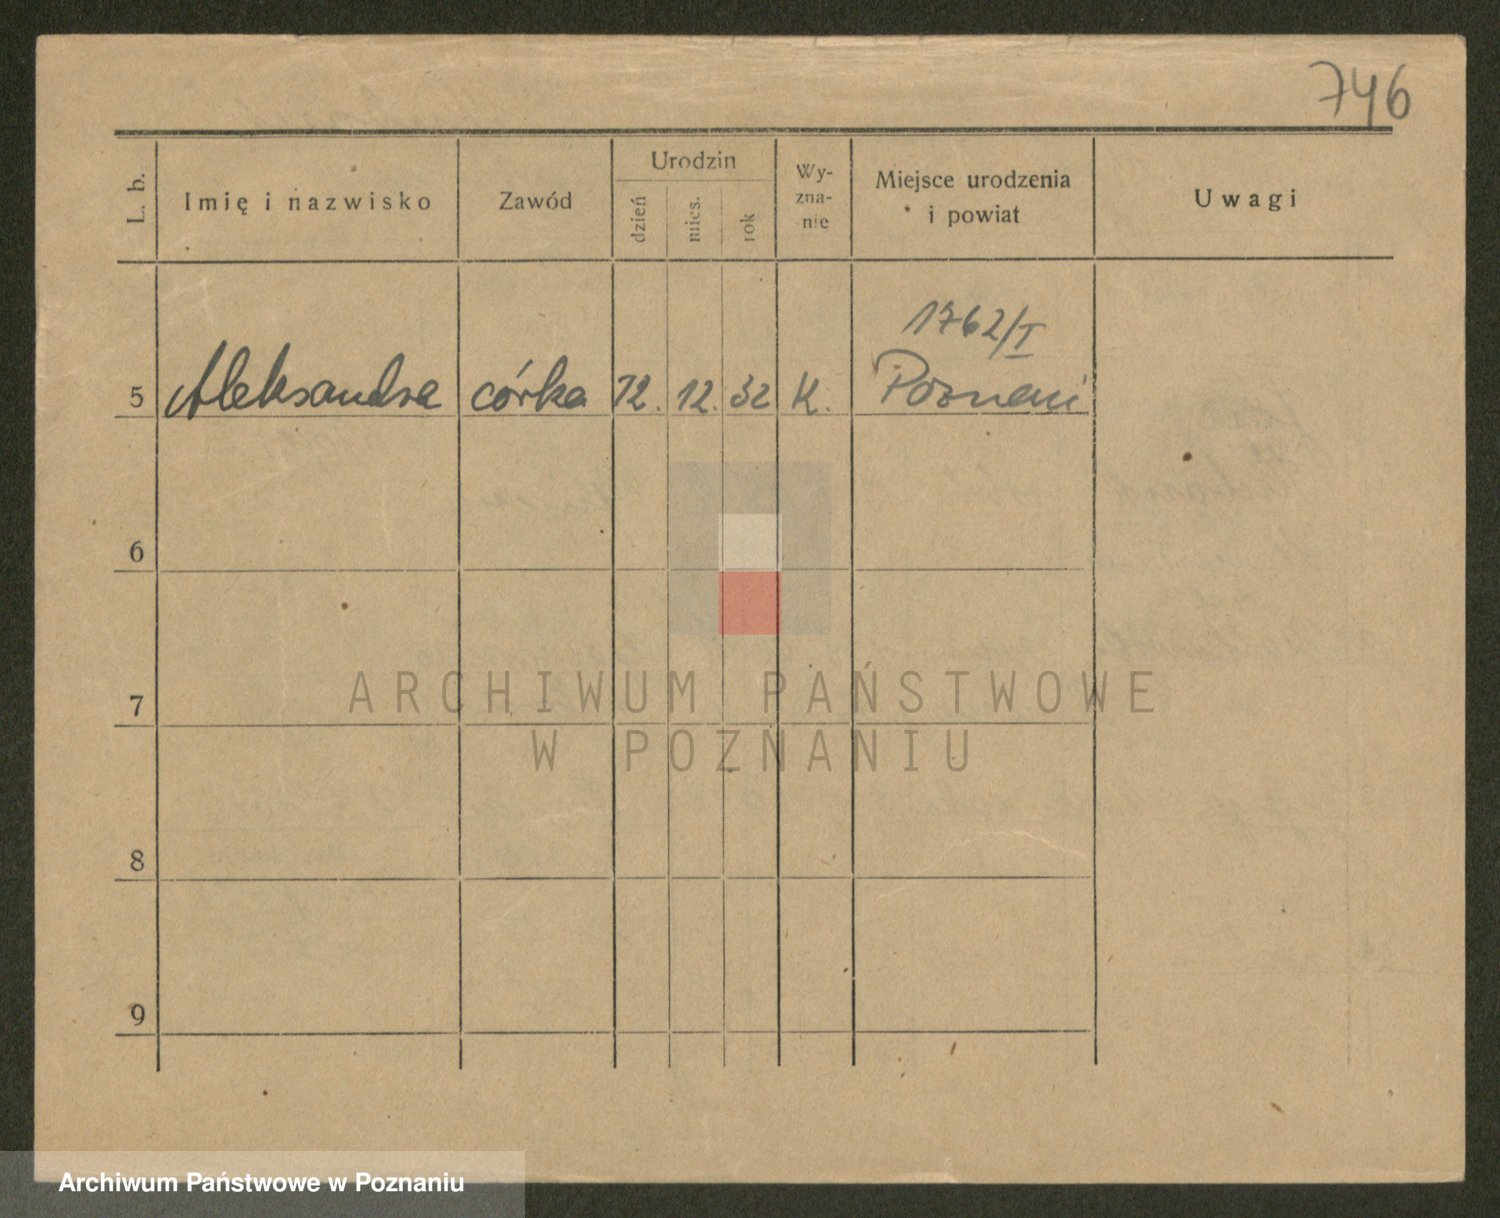 746
L. b. Imię i nazwisko Zawód Urodzin dzień mies. rok Wy-zna-nie Miejsce urodzenia i powiat Uwagi
1762/I
5 Aleksandra córka 12. 12. 32 K. Poznań
6
7
8
9
ARCHIWUM PAŃSTWOWE
W POZNANIU
Archiwum Państwowe w Poznaniu